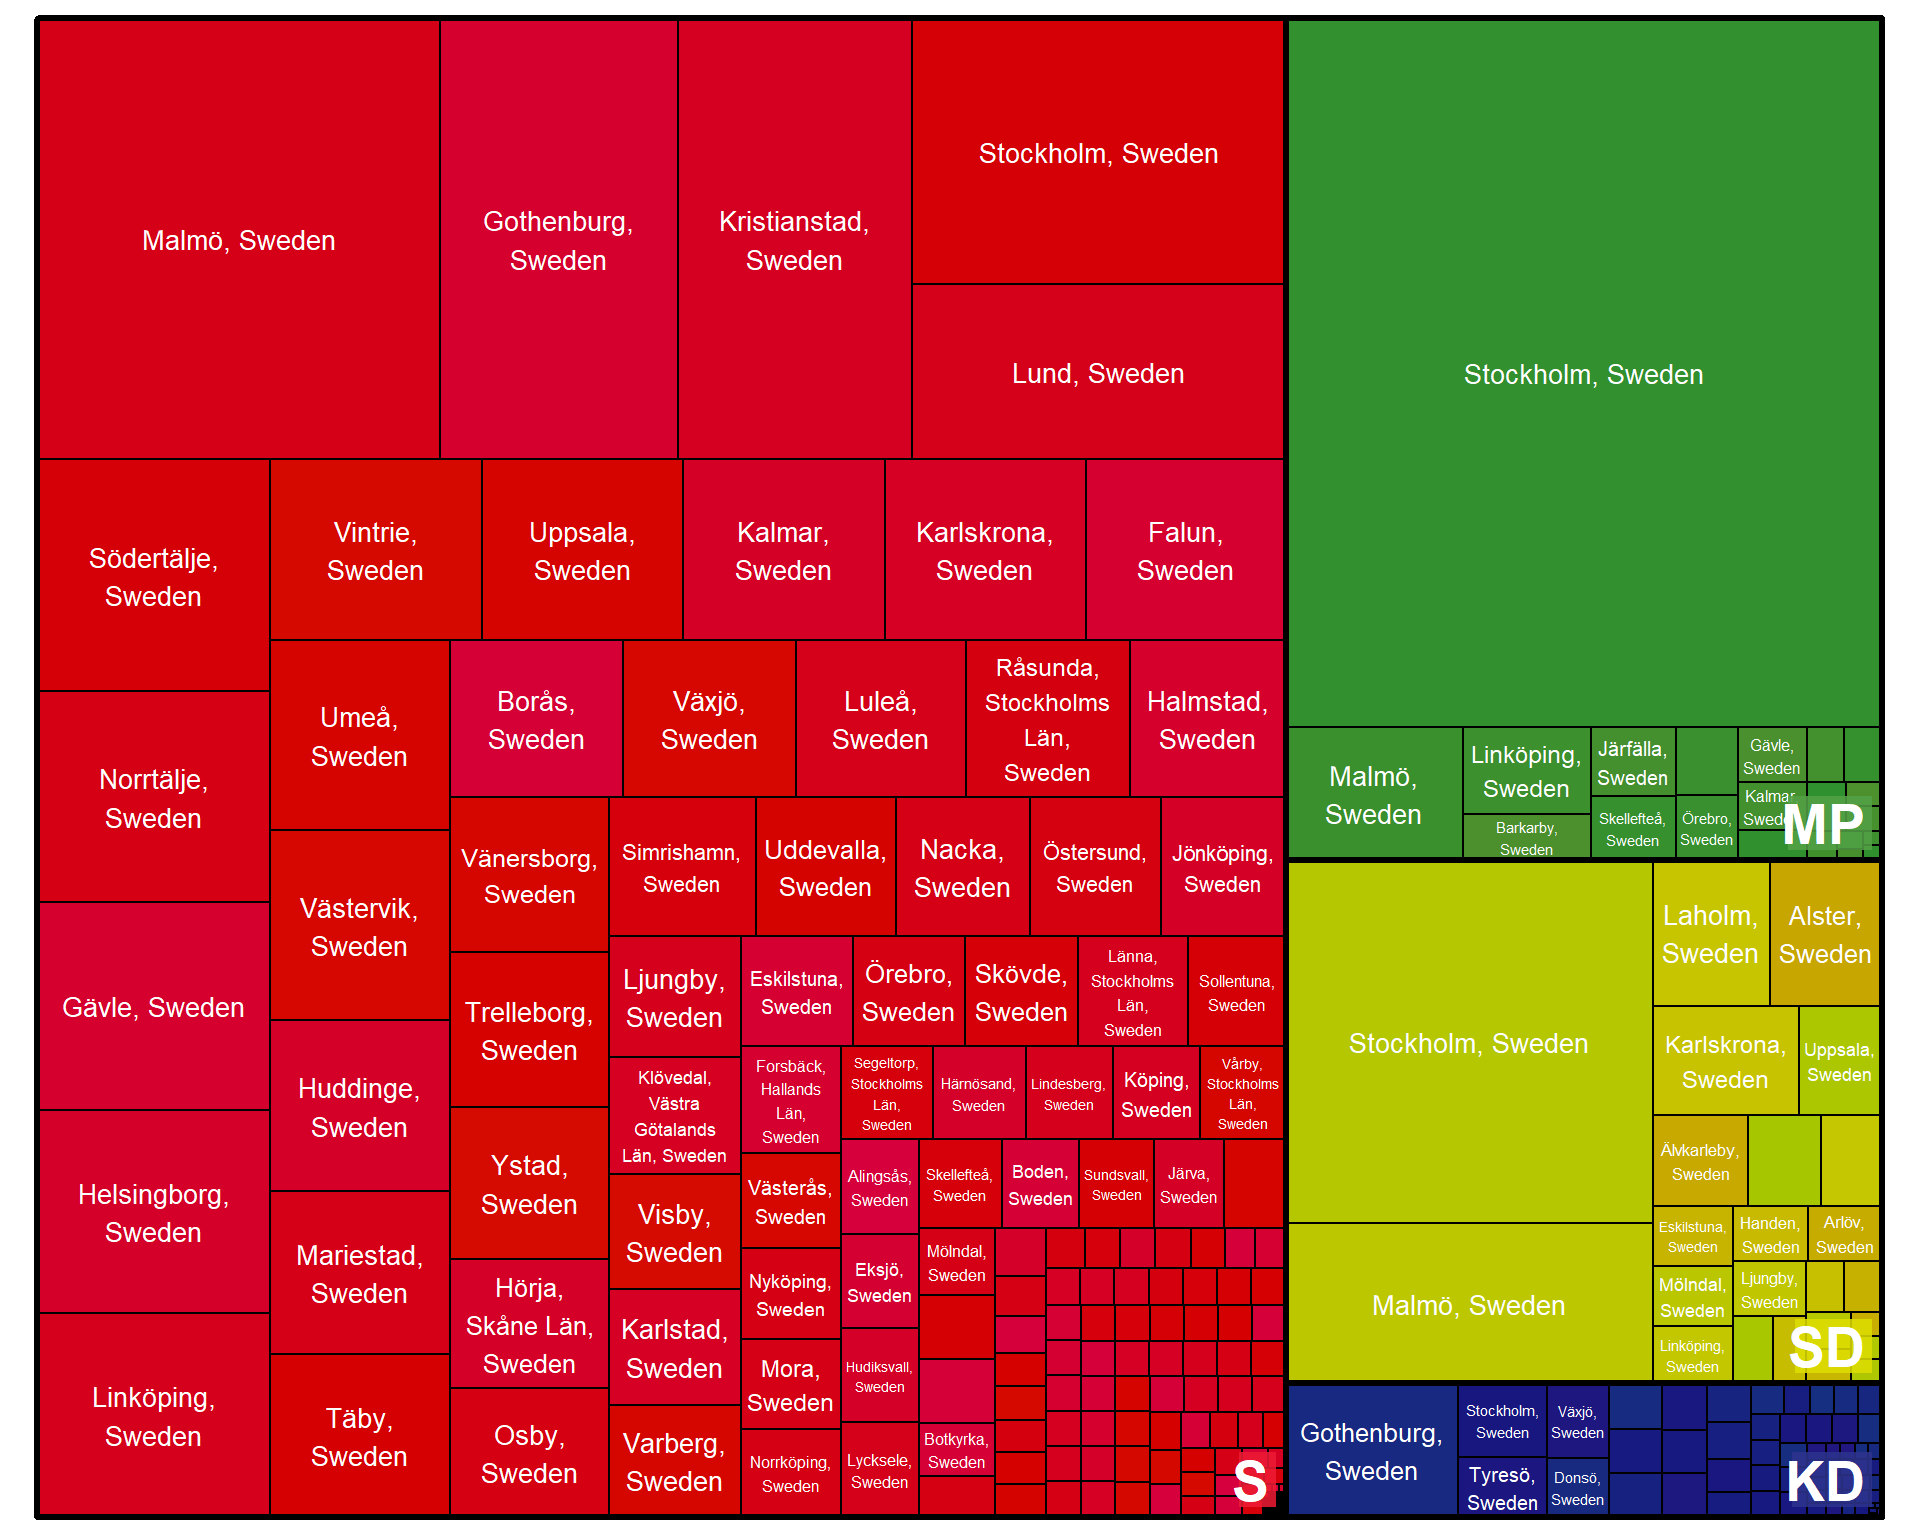 Malmö, Sweden
Gothenburg,
Sweden
Kristianstad,
Sweden
Stockholm, Sweden
Lund, Sweden
Södertälje,
Sweden
Vintrie,
Sweden
Uppsala,
Sweden
Kalmar,
Sweden
Karlskrona,
Sweden
Falun,
Sweden
Norrtälje,
Sweden
Umeå,
Sweden
Borås,
Sweden
Växjö,
Sweden
Luleå,
Sweden
Råsunda,
Stockholms
Län,
Sweden
Halmstad,
Sweden
Gävle, Sweden
Västervik,
Sweden
Vänersborg,
Sweden
Simrishamn,
Sweden
Uddevalla,
Sweden
Nacka,
Sweden
Östersund,
Sweden
Jönköping,
Sweden
Helsingborg,
Sweden
Huddinge,
Sweden
Trelleborg,
Sweden
Ljungby,
Sweden
Eskilstuna,
Sweden
Örebro,
Sweden
Skövde,
Sweden
Länna,
Stockholms
Län,
Sweden
Sollentuna,
Sweden
Klövedal,
Västra
Götalands
Län, Sweden
Forsbäck,
Hallands
Län,
Sweden
Segeltorp,
Stockholms
Län,
Sweden
Härnösand,
Sweden
Lindesberg,
Sweden
Köping,
Sweden
Vårby,
Stockholms
Län,
Sweden
Linköping,
Sweden
Mariestad,
Sweden
Ystad,
Sweden
Visby,
Sweden
Västerås,
Sweden
Alingsås,
Sweden
Skellefteå,
Sweden
Boden,
Sweden
Sundsvall,
Sweden
Järva,
Sweden
Täby,
Sweden
Hörja,
Skåne Län,
Sweden
Karlstad,
Sweden
Nyköping,
Sweden
Eksjö,
Sweden
Mölndal,
Sweden
Osby,
Sweden
Varberg,
Sweden
Mora,
Sweden
Hudiksvall,
Sweden
Norrköping,
Sweden
Lycksele,
Sweden
Botkyrka,
Sweden
S
Stockholm, Sweden
Malmö,
Sweden
Linköping,
Sweden
Barkarby,
Sweden
Järfälla,
Sweden
Skellefteå,
Sweden
Örebro,
Sweden
Gävle,
Sweden
Kalmar,
Sweden
MP
Stockholm, Sweden
Malmö, Sweden
Laholm,
Sweden
Alster,
Sweden
Karlskrona,
Sweden
Uppsala,
Sweden
Älvkarleby,
Sweden
Eskilstuna,
Sweden
Handen,
Sweden
Arlöv,
Sweden
Mölndal,
Sweden
Ljungby,
Sweden
Linköping,
Sweden
SD
Gothenburg,
Sweden
Stockholm,
Sweden
Växjö,
Sweden
Tyresö,
Sweden
Donsö,
Sweden
KD